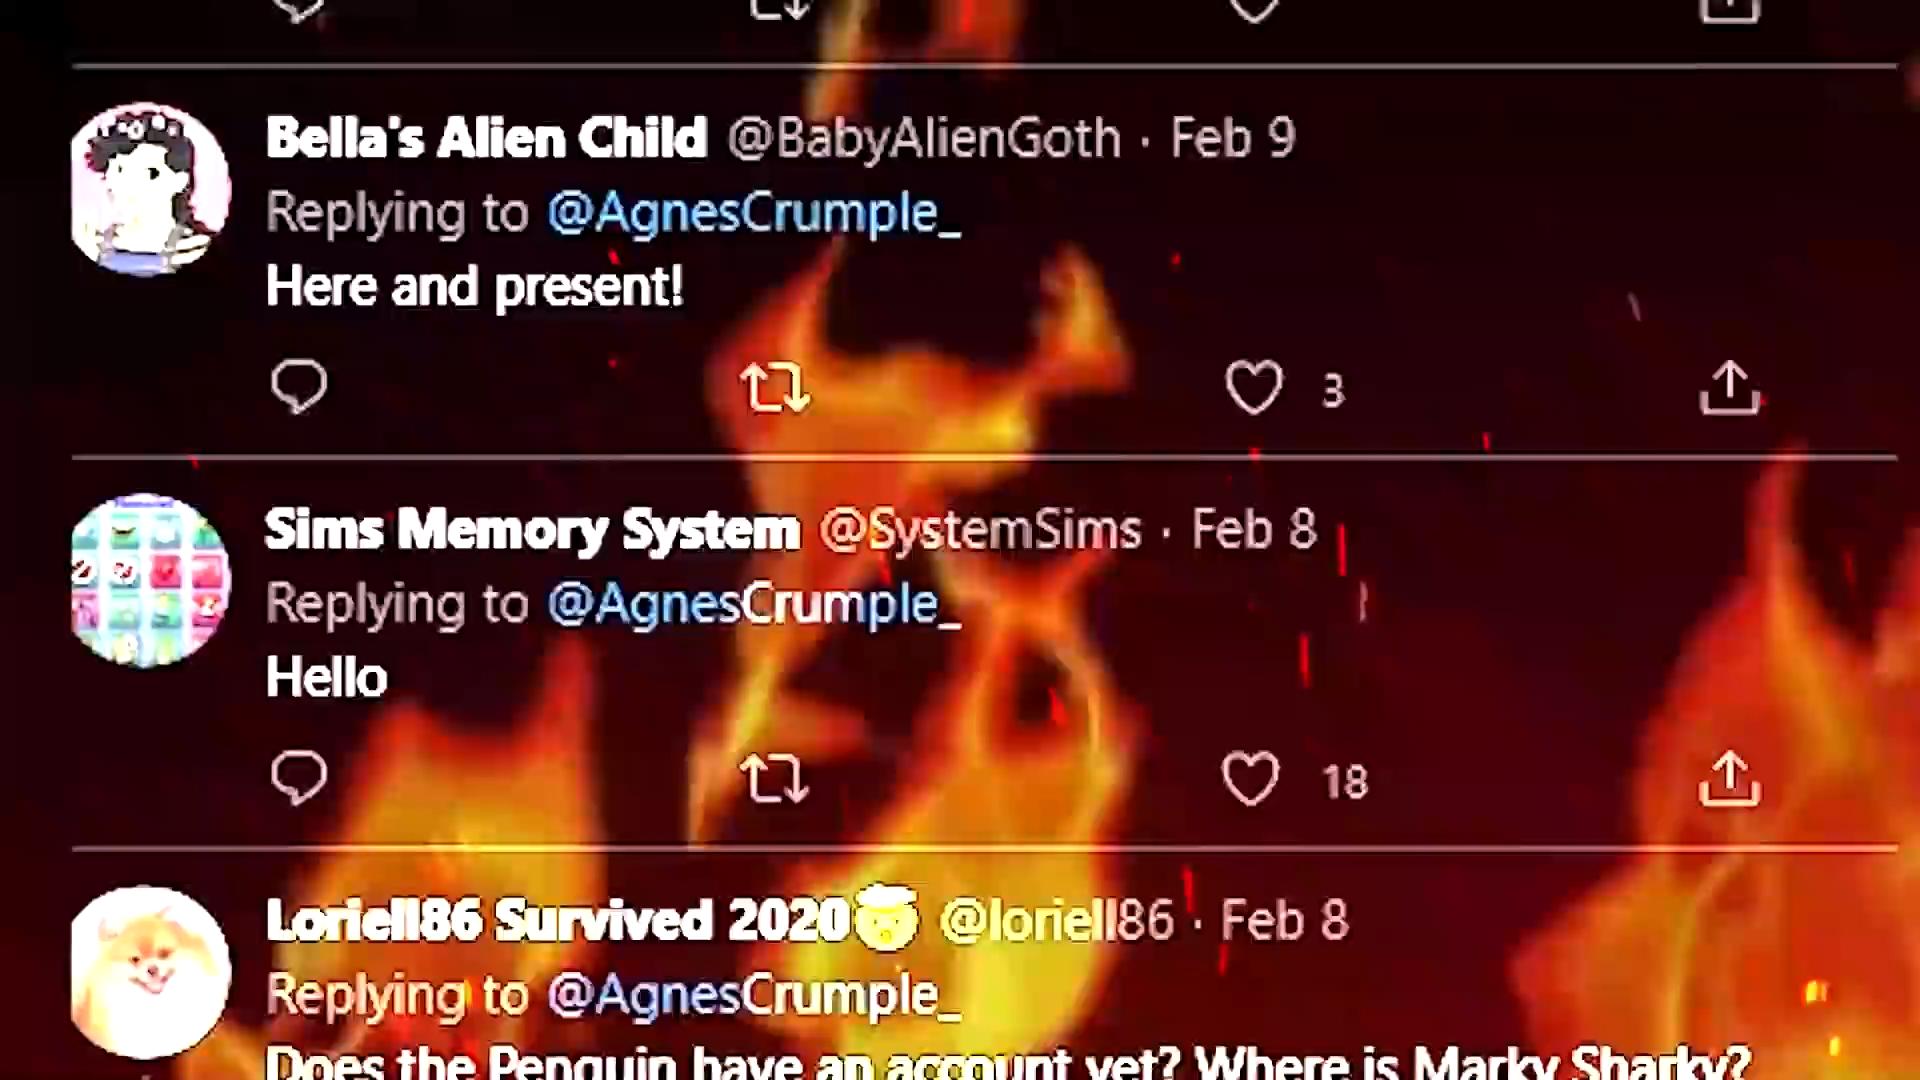 Bella's Alien Child @BabyAlienGoth · Feb 9
Replying to @AgnesCrumple_
Here and present!
3
Sims Memory System @SystemSims · Feb 8
Replying to @AgnesCrumple_
Hello
18
Loriell86 Survived 2020🤯 @loriell86 · Feb 8
Replying to @AgnesCrumple_
Does the Penguin have an account yet? Where is Marky Sharky?